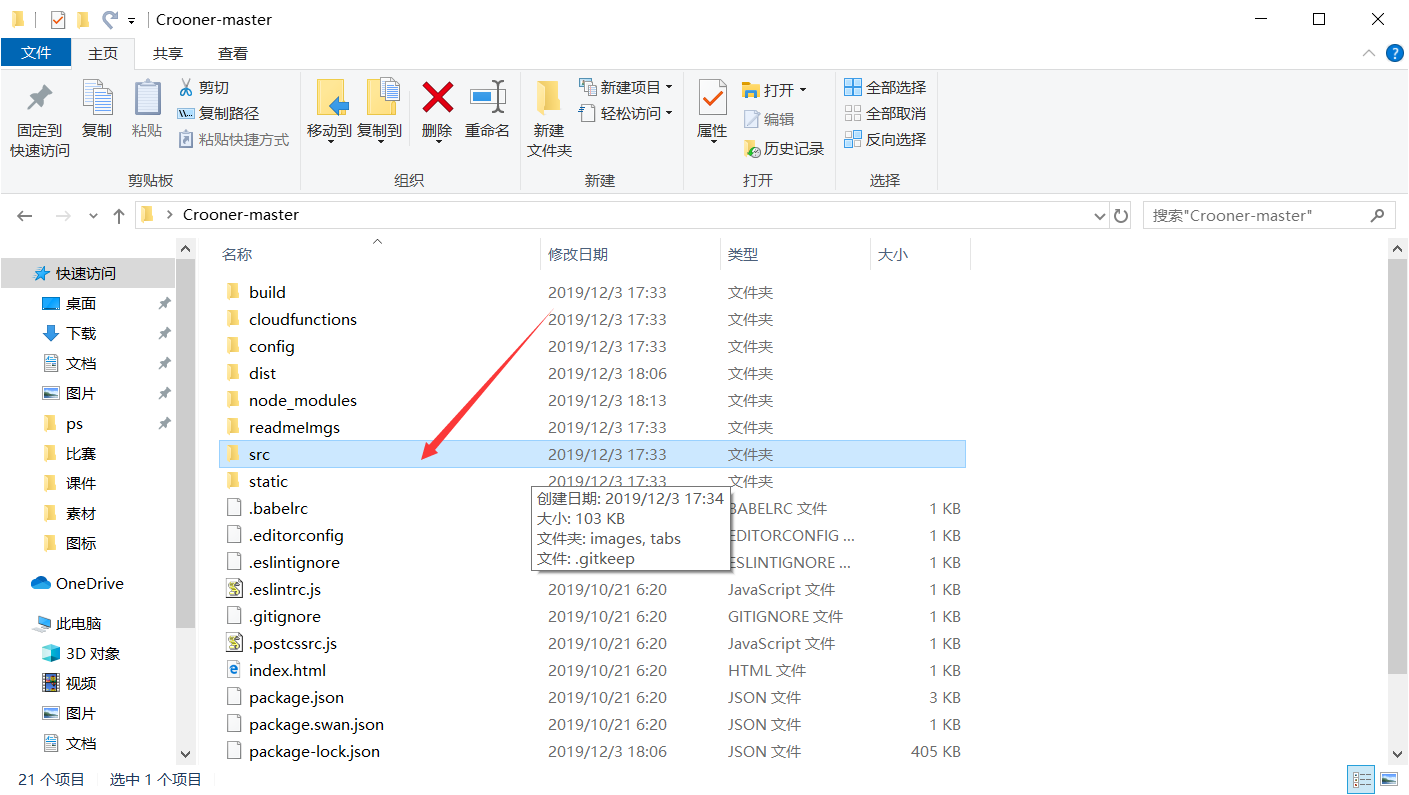 Crooner-master
文件 主页 共享 查看
固定到快速访问 复制 粘贴 剪切 复制路径 粘贴快捷方式 移动到 复制到 删除 重命名 新建文件夹 新建项目 轻松访问 属性 打开 编辑 历史记录 全部选择 全部取消 反向选择
剪贴板 组织 新建 打开 选择
Crooner-master 搜索"Crooner-master"
名称 修改日期 类型 大小
快速访问
桌面
下载
文档
图片
ps
比赛
课件
素材
图标
OneDrive
此电脑
3D 对象
视频
图片
文档
build 2019/12/3 17:33 文件夹
cloudfunctions 2019/12/3 17:33 文件夹
config 2019/12/3 17:33 文件夹
dist 2019/12/3 18:06 文件夹
node_modules 2019/12/3 18:13 文件夹
readmeImgs 2019/12/3 17:33 文件夹
src 2019/12/3 17:33 文件夹
static 2019/12/3 17:33 文件夹
.babelrc BABELRC 文件 1 KB
.editorconfig EDITORCONFIG ... 1 KB
.eslintignore ESLINTIGNORE ... 1 KB
.eslintrc.js 2019/10/21 6:20 JavaScript 文件 1 KB
.gitignore 2019/10/21 6:20 GITIGNORE 文件 1 KB
.postcssrc.js 2019/10/21 6:20 JavaScript 文件 1 KB
index.html 2019/10/21 6:20 HTML 文件 1 KB
package.json 2019/10/21 6:20 JSON 文件 3 KB
package.swan.json 2019/10/21 6:20 JSON 文件 1 KB
package-lock.json 2019/12/3 18:06 JSON 文件 405 KB
创建日期: 2019/12/3 17:34
大小: 103 KB
文件夹: images, tabs
文件: .gitkeep
21 个项目 选中 1 个项目